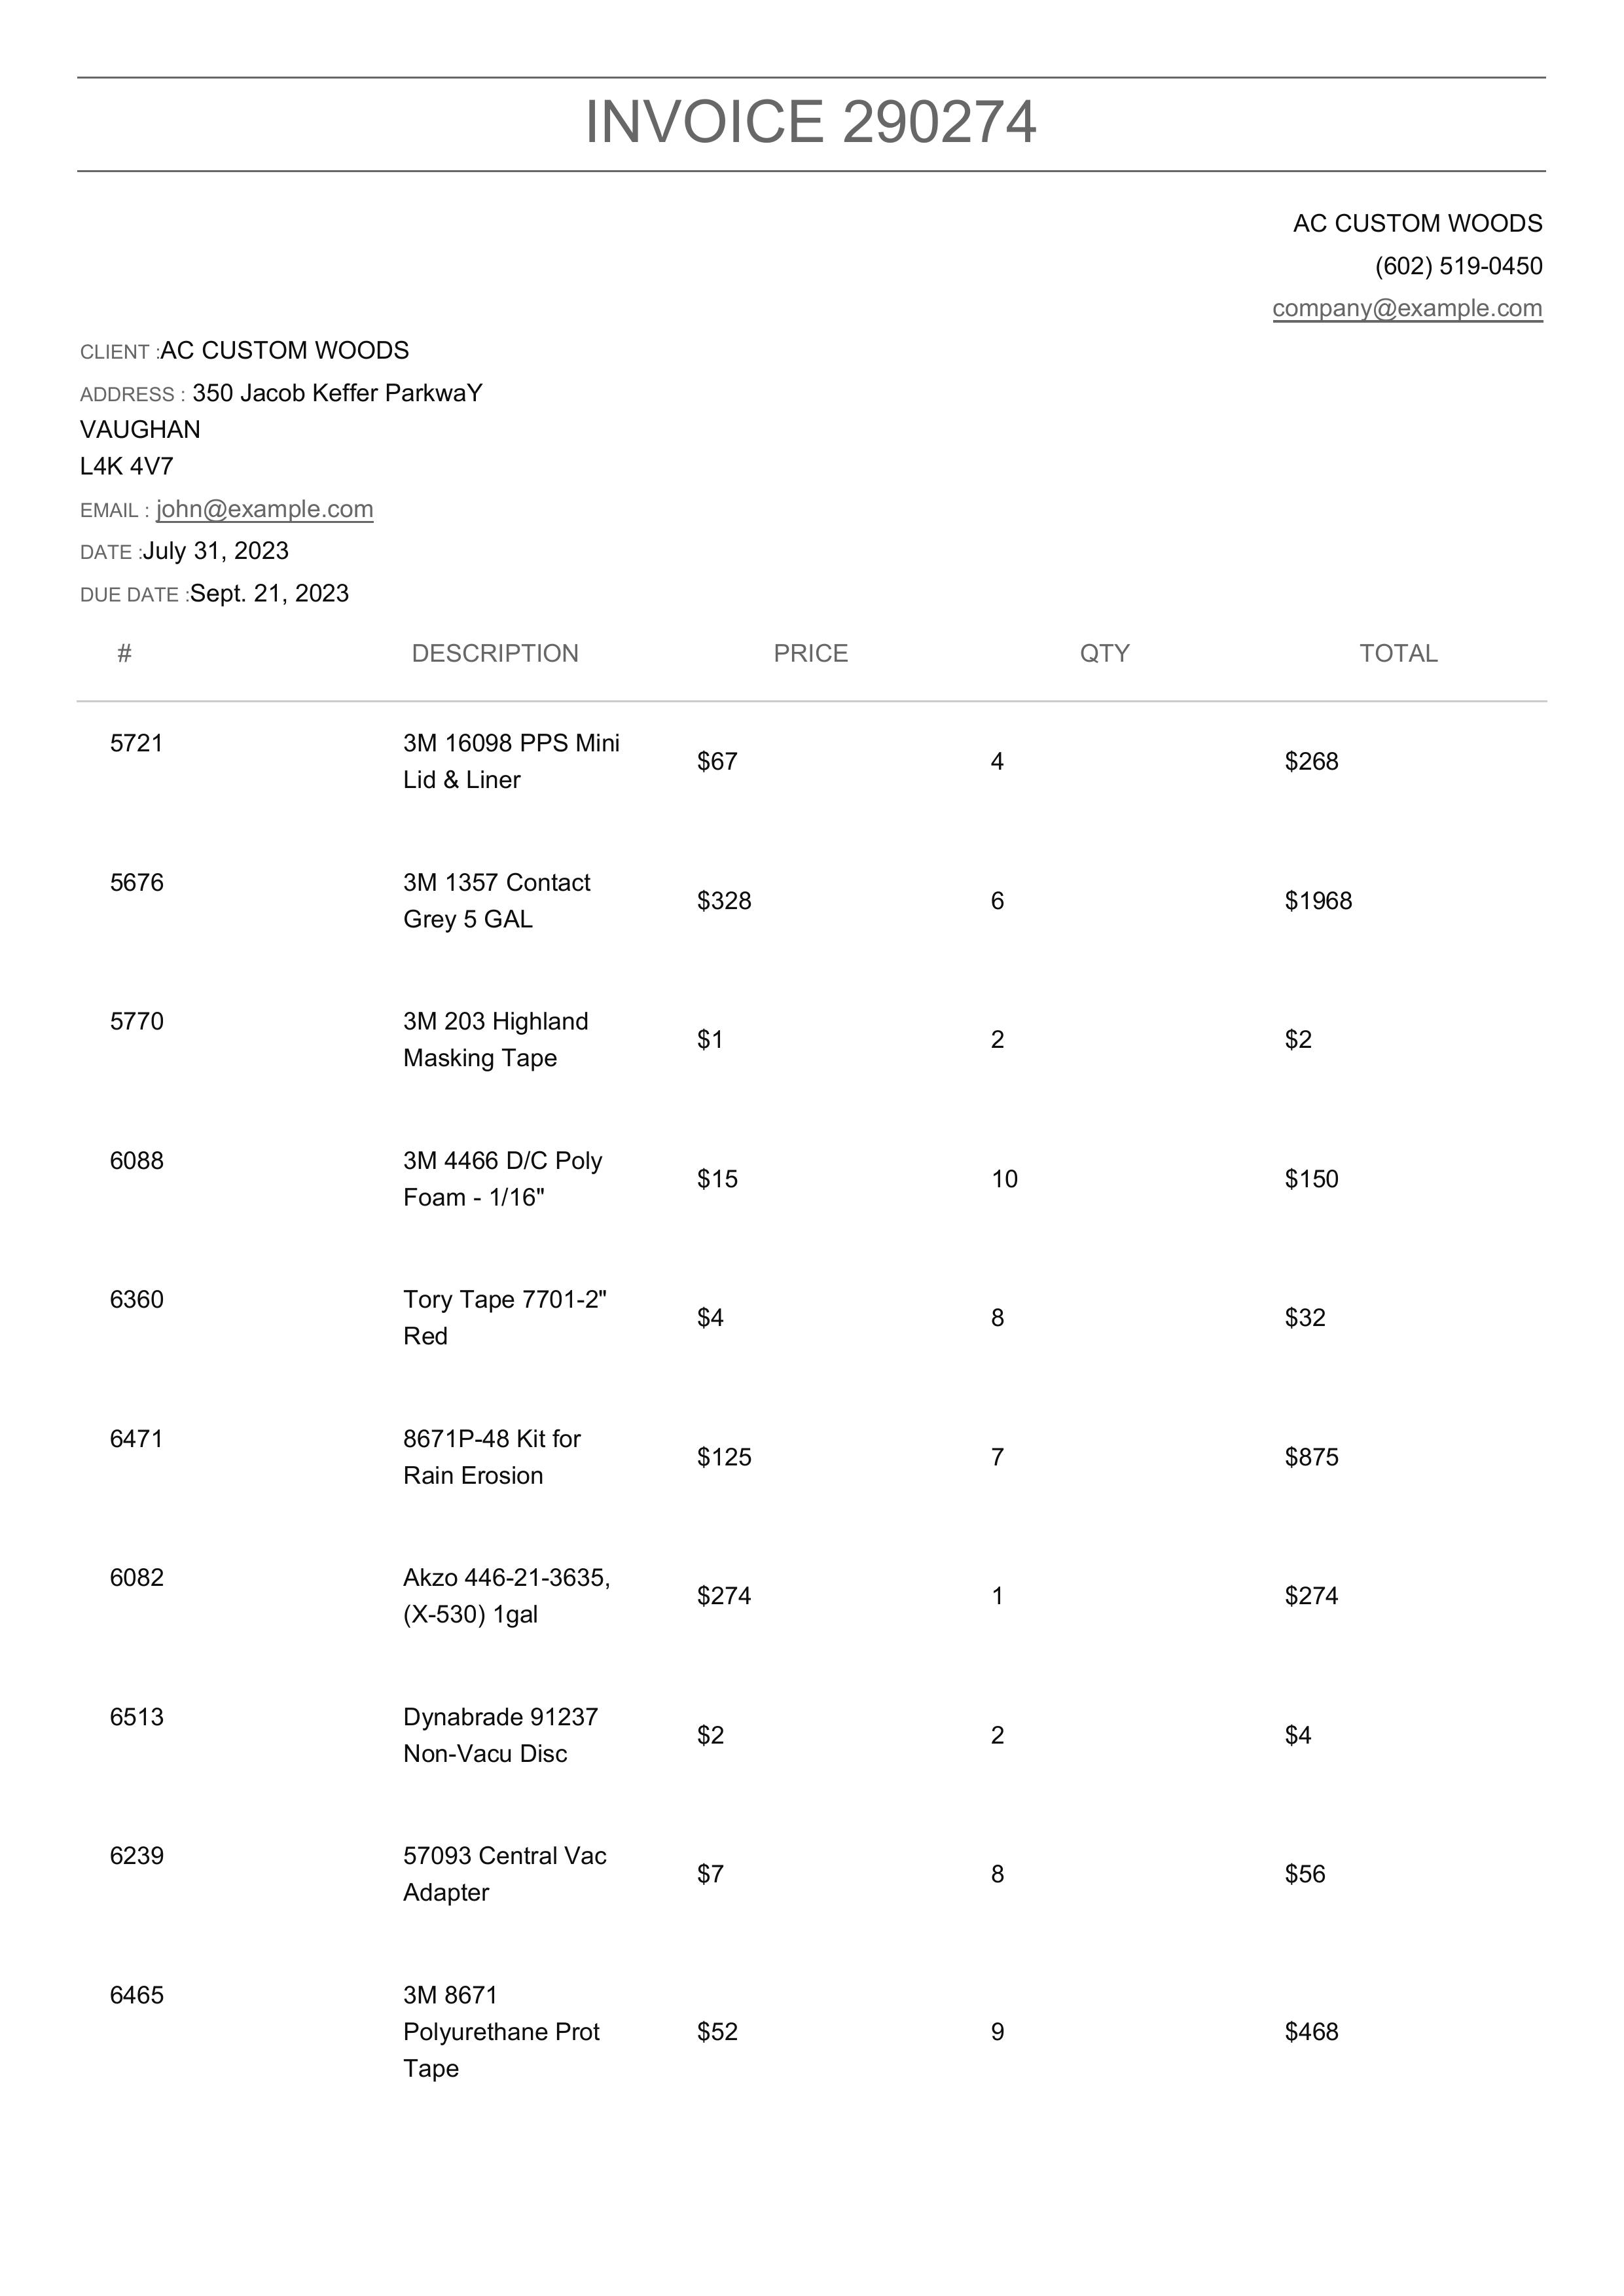 INVOICE 290274
AC CUSTOM WOODS
(602) 519-0450
company@example.com
CLIENT :AC CUSTOM WOODS
ADDRESS : 350 Jacob Keffer ParkwaY
VAUGHAN
L4K 4V7
EMAIL : john@example.com
DATE :July 31, 2023
DUE DATE :Sept. 21, 2023
# DESCRIPTION PRICE QTY TOTAL
5721 3M 16098 PPS Mini
Lid & Liner
$67 4 $268
5676 3M 1357 Contact
Grey 5 GAL
$328 6 $1968
5770 3M 203 Highland
Masking Tape
$1 2 $2
6088 3M 4466 D/C Poly
Foam - 1/16"
$15 10 $150
6360 Tory Tape 7701-2"
Red
$4 8 $32
6471 8671P-48 Kit for
Rain Erosion
$125 7 $875
6082 Akzo 446-21-3635,
(X-530) 1gal
$274 1 $274
6513 Dynabrade 91237
Non-Vacu Disc
$2 2 $4
6239 57093 Central Vac
Adapter
$7 8 $56
6465 3M 8671
Polyurethane Prot
Tape
$52 9 $468